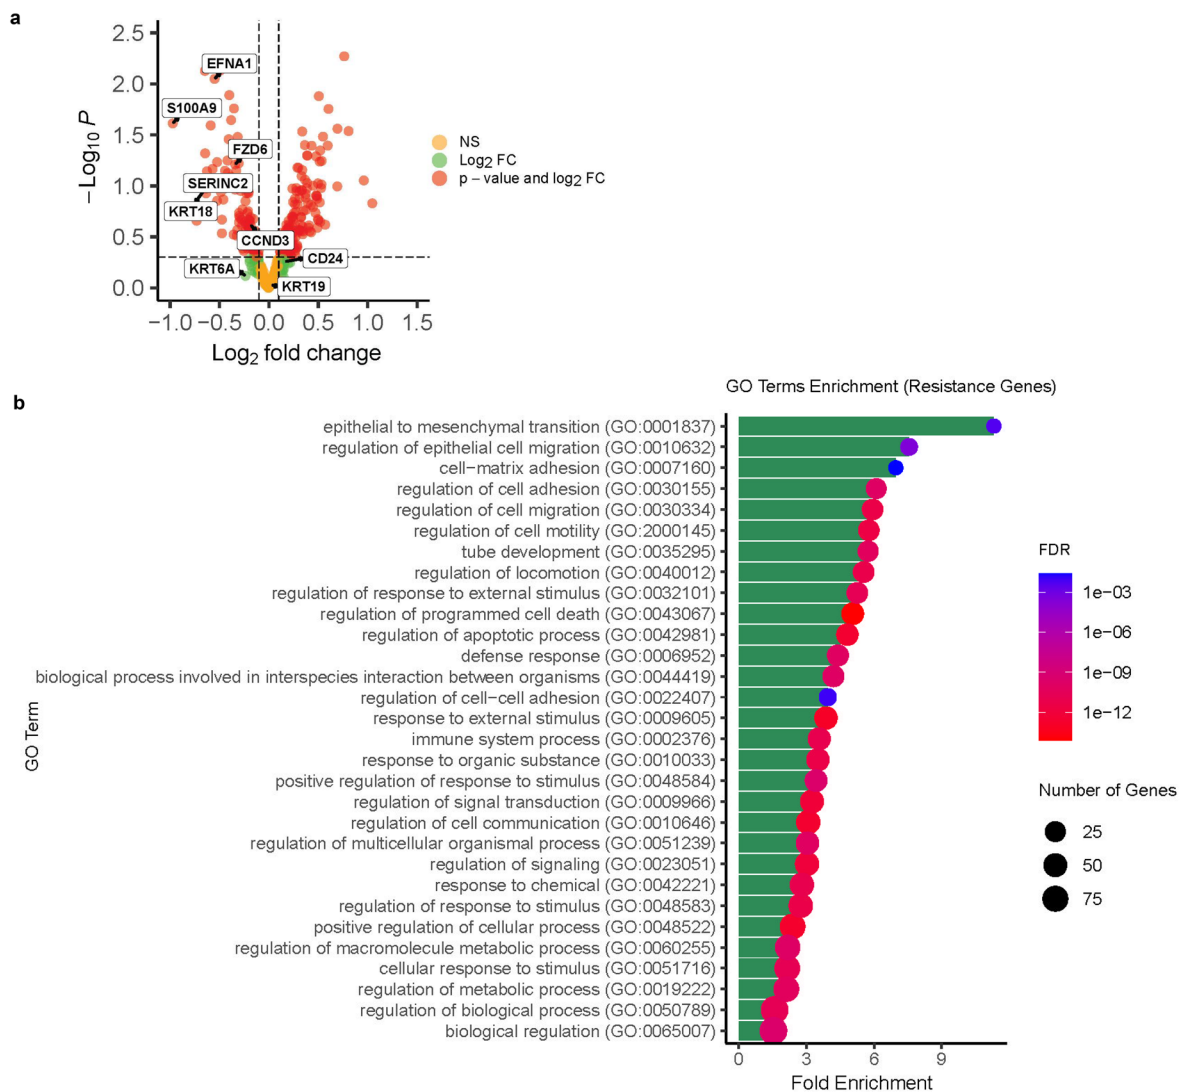 a
2.5
2.0
1.5
1.0
0.5
0.0
−Log10 P
EFNA1
S100A9
FZD6
SERINC2
KRT18
CCND3
CD24
KRT6A
KRT19
NS
Log2 FC
p − value and log2 FC
−1.0 −0.5 0.0 0.5 1.0 1.5
Log2 fold change
b
GO Terms Enrichment (Resistance Genes)
GO Term
epithelial to mesenchymal transition (GO:0001837)
regulation of epithelial cell migration (GO:0010632)
cell−matrix adhesion (GO:0007160)
regulation of cell adhesion (GO:0030155)
regulation of cell migration (GO:0030334)
regulation of cell motility (GO:2000145)
tube development (GO:0035295)
regulation of locomotion (GO:0040012)
regulation of response to external stimulus (GO:0032101)
regulation of programmed cell death (GO:0043067)
regulation of apoptotic process (GO:0042981)
defense response (GO:0006952)
biological process involved in interspecies interaction between organisms (GO:0044419)
regulation of cell−cell adhesion (GO:0022407)
response to external stimulus (GO:0009605)
immune system process (GO:0002376)
response to organic substance (GO:0010033)
positive regulation of response to stimulus (GO:0048584)
regulation of signal transduction (GO:0009966)
regulation of cell communication (GO:0010646)
regulation of multicellular organismal process (GO:0051239)
regulation of signaling (GO:0023051)
response to chemical (GO:0042221)
regulation of response to stimulus (GO:0048583)
positive regulation of cellular process (GO:0048522)
regulation of macromolecule metabolic process (GO:0060255)
cellular response to stimulus (GO:0051716)
regulation of metabolic process (GO:0019222)
regulation of biological process (GO:0050789)
biological regulation (GO:0065007)
0 3 6 9
Fold Enrichment
FDR
1e−03
1e−06
1e−09
1e−12
Number of Genes
25
50
75